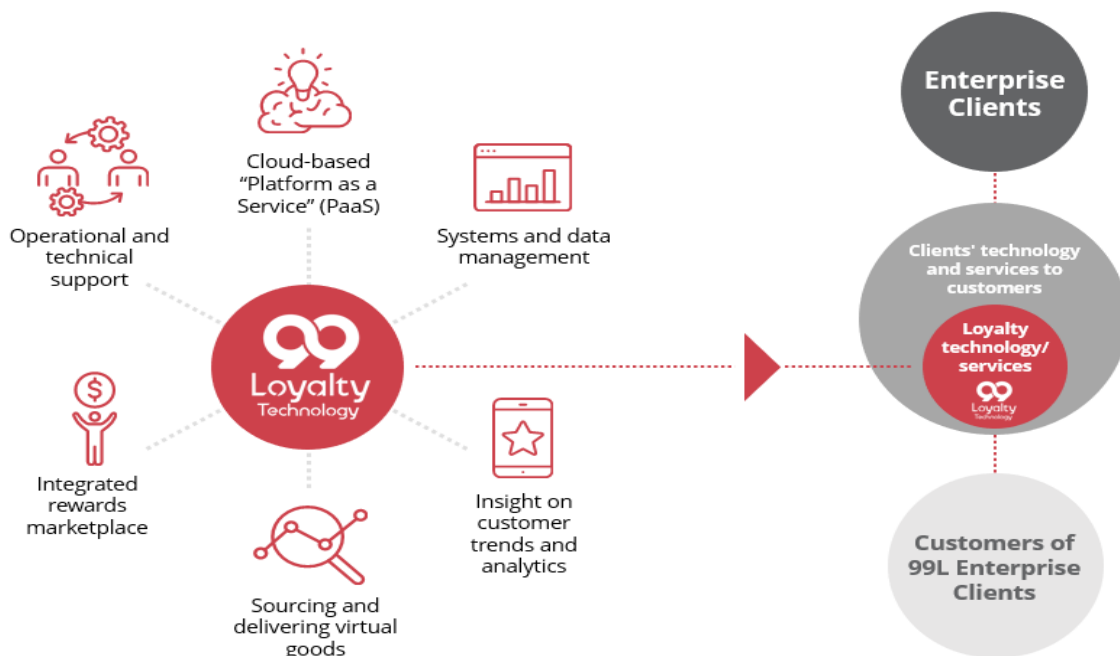 Cloud-based
“Platform as a
Service” (PaaS)
Operational and
technical
support
Systems and data
management
99
Loyalty
Technology
Integrated
rewards
marketplace
$
Insight on
customer
trends and
analytics
Sourcing and
delivering virtual
goods
Enterprise
Clients
Clients' technology
and services to
customers
Loyalty
technology/
services
99
Loyalty
Technology
Customers of
99L Enterprise
Clients